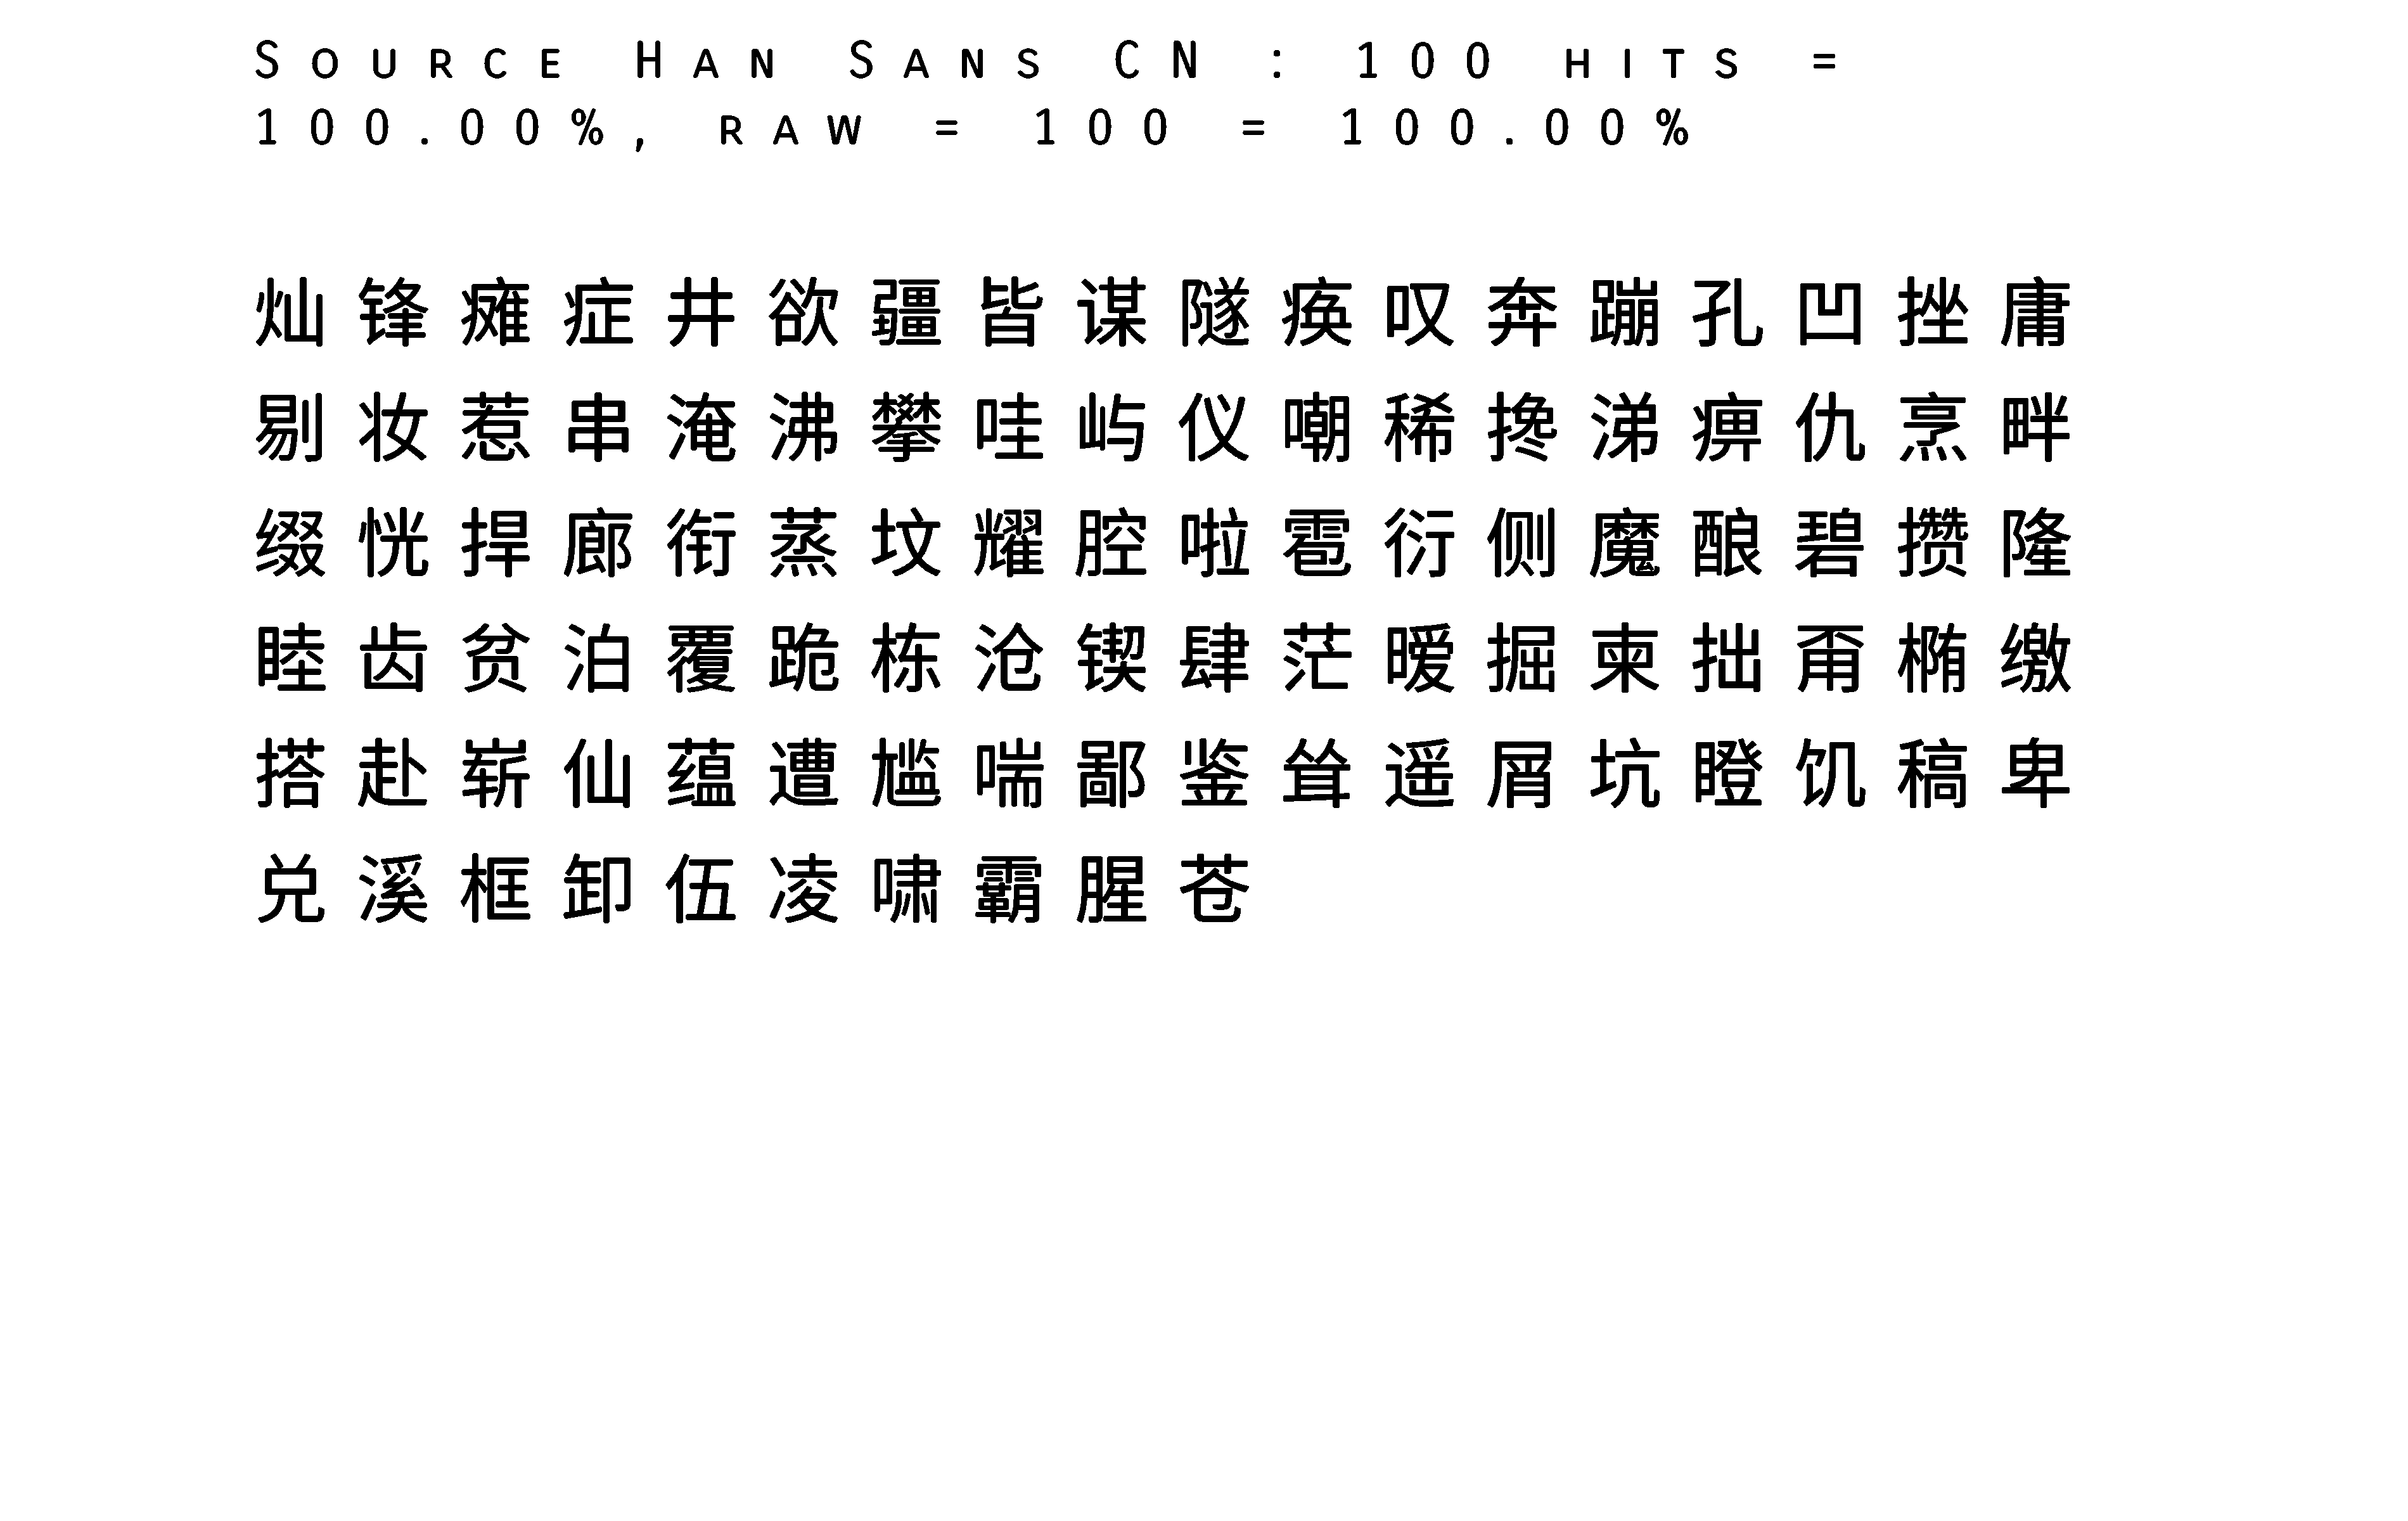 Source Han Sans CN : 100 hits =
100.00%, raw = 100 = 100.00%
灿锋瘫症井欲疆皆谋隧痪叹奔蹦孔凹挫庸
剔妆惹串淹沸攀哇屿仪嘲稀搀涕痹仇烹畔
缀恍捍廊衔蒸坟耀腔啦雹衍侧魔酿碧攒隆
睦齿贫泊覆跪栋沧锲肆茫暧掘柬拙甭椭缴
搭赴崭仙蕴遭尴喘鄙鉴耸遥屑坑瞪饥稿卑
兑溪框卸伍凌啸霸腥苍